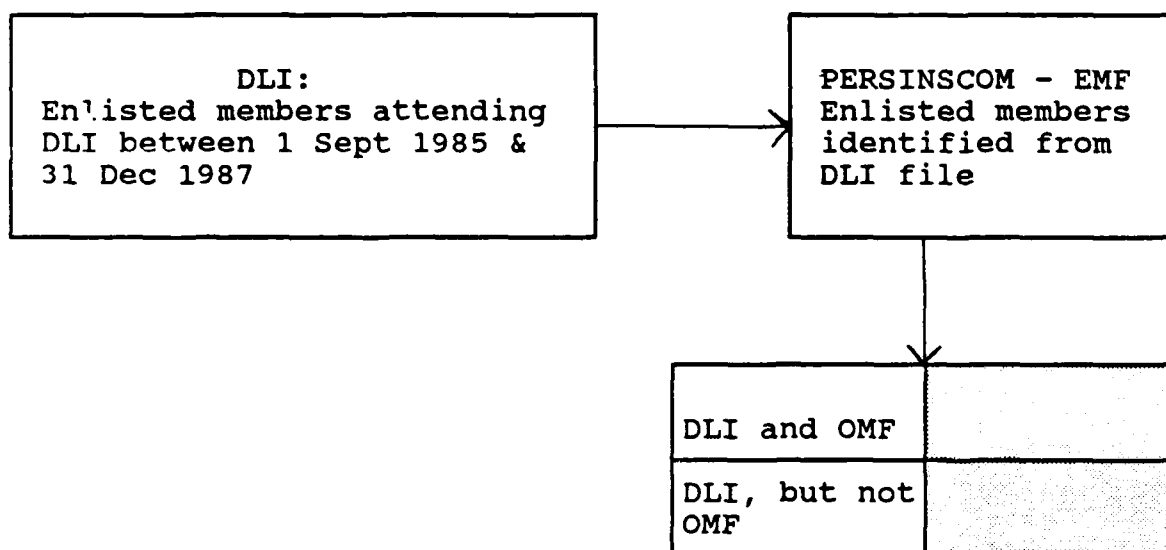 DLI:
Enlisted members attending
DLI between 1 Sept 1985 &
31 Dec 1987
PERSINSCOM - EMF
Enlisted members
identified from
DLI file
DLI and OMF
DLI, but not
OMF